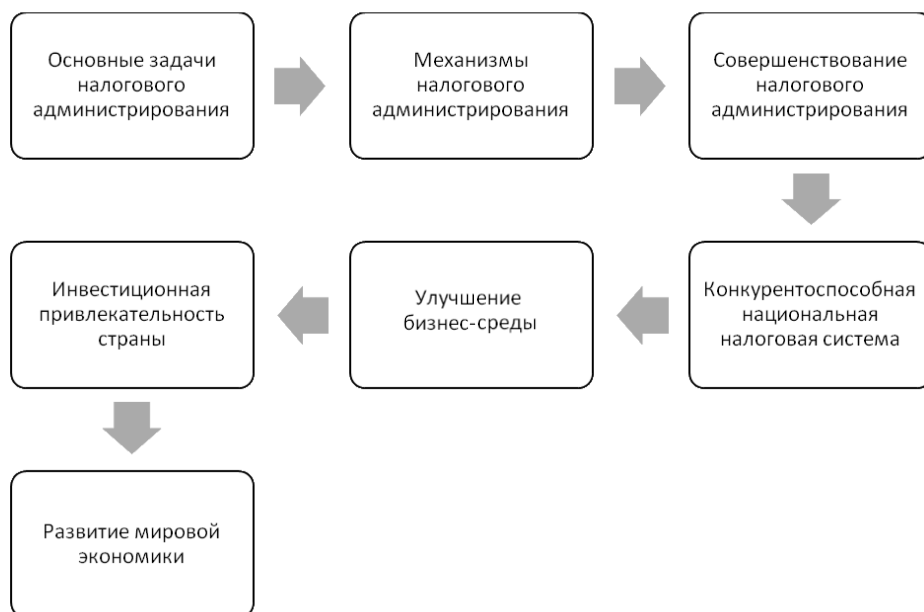 Основные задачи
налогового
администрирования
Механизмы
налогового
администрирования
Совершенствование
налогового
администрирования
Конкурентоспособная
национальная
налоговая система
Улучшение
бизнес-среды
Инвестиционная
привлекательность
страны
Развитие мировой
экономики